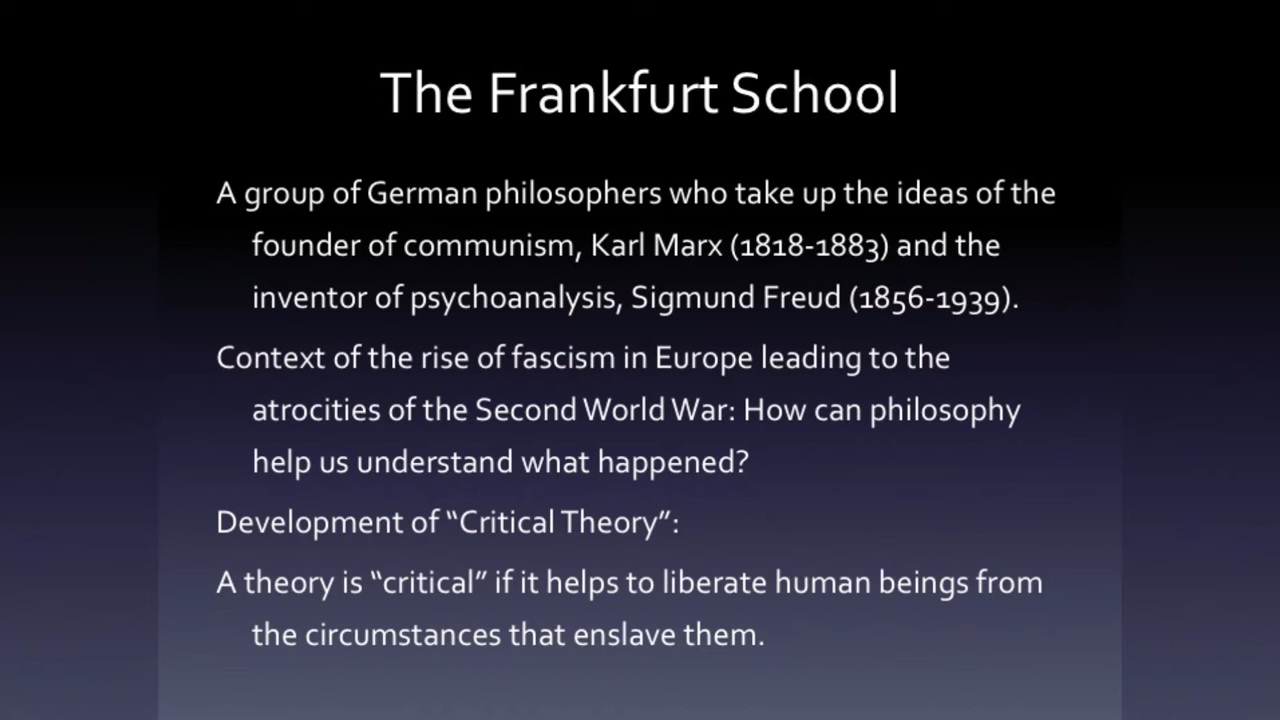 The Frankfurt School
A group of German philosophers who take up the ideas of the
founder of communism, Karl Marx (1818-1883) and the
inventor of psychoanalysis, Sigmund Freud (1856-1939).
Context of the rise of fascism in Europe leading to the
atrocities of the Second World War: How can philosophy
help us understand what happened?
Development of “Critical Theory”:
A theory is “critical” if it helps to liberate human beings from
the circumstances that enslave them.